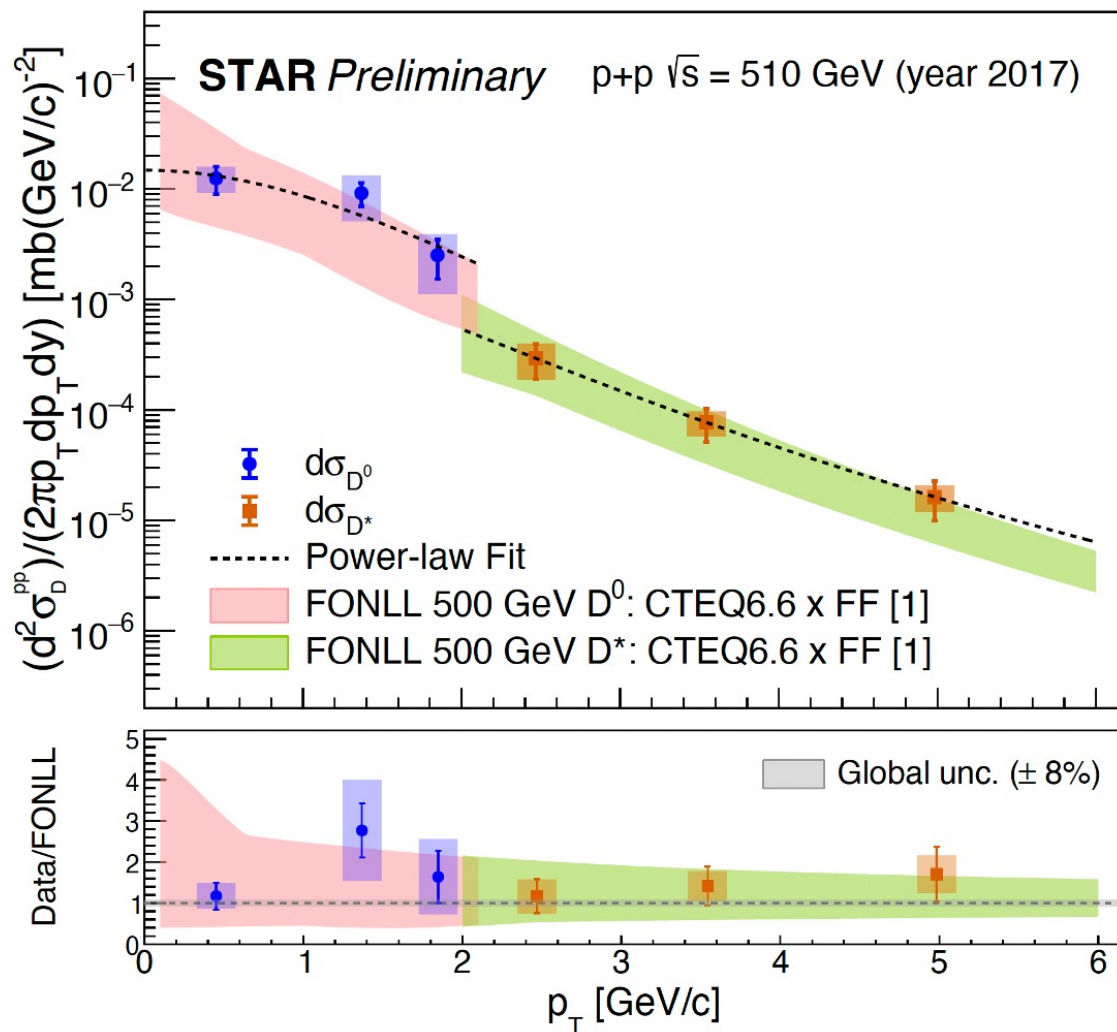 STAR Preliminary
p+p √s = 510 GeV (year 2017)
(d²σ_D^pp)/(2πp_T dp_T dy) [mb(GeV/c)⁻²]
10⁻¹
10⁻²
10⁻³
10⁻⁴
10⁻⁵
10⁻⁶
dσ_D⁰
dσ_D*
Power-law Fit
FONLL 500 GeV D⁰: CTEQ6.6 x FF [1]
FONLL 500 GeV D*: CTEQ6.6 x FF [1]
Data/FONLL
5
4
3
2
1
0
Global unc. (± 8%)
0 1 2 3 4 5 6
p_T [GeV/c]